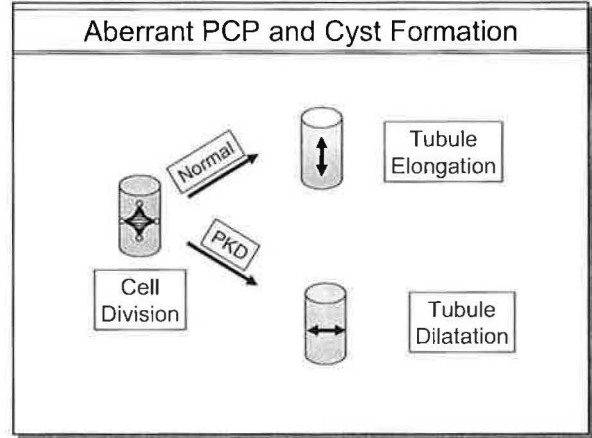 Aberrant PCP and Cyst Formation
Normal
Tubule
Elongation
PKD
Cell
Division
Tubule
Dilatation